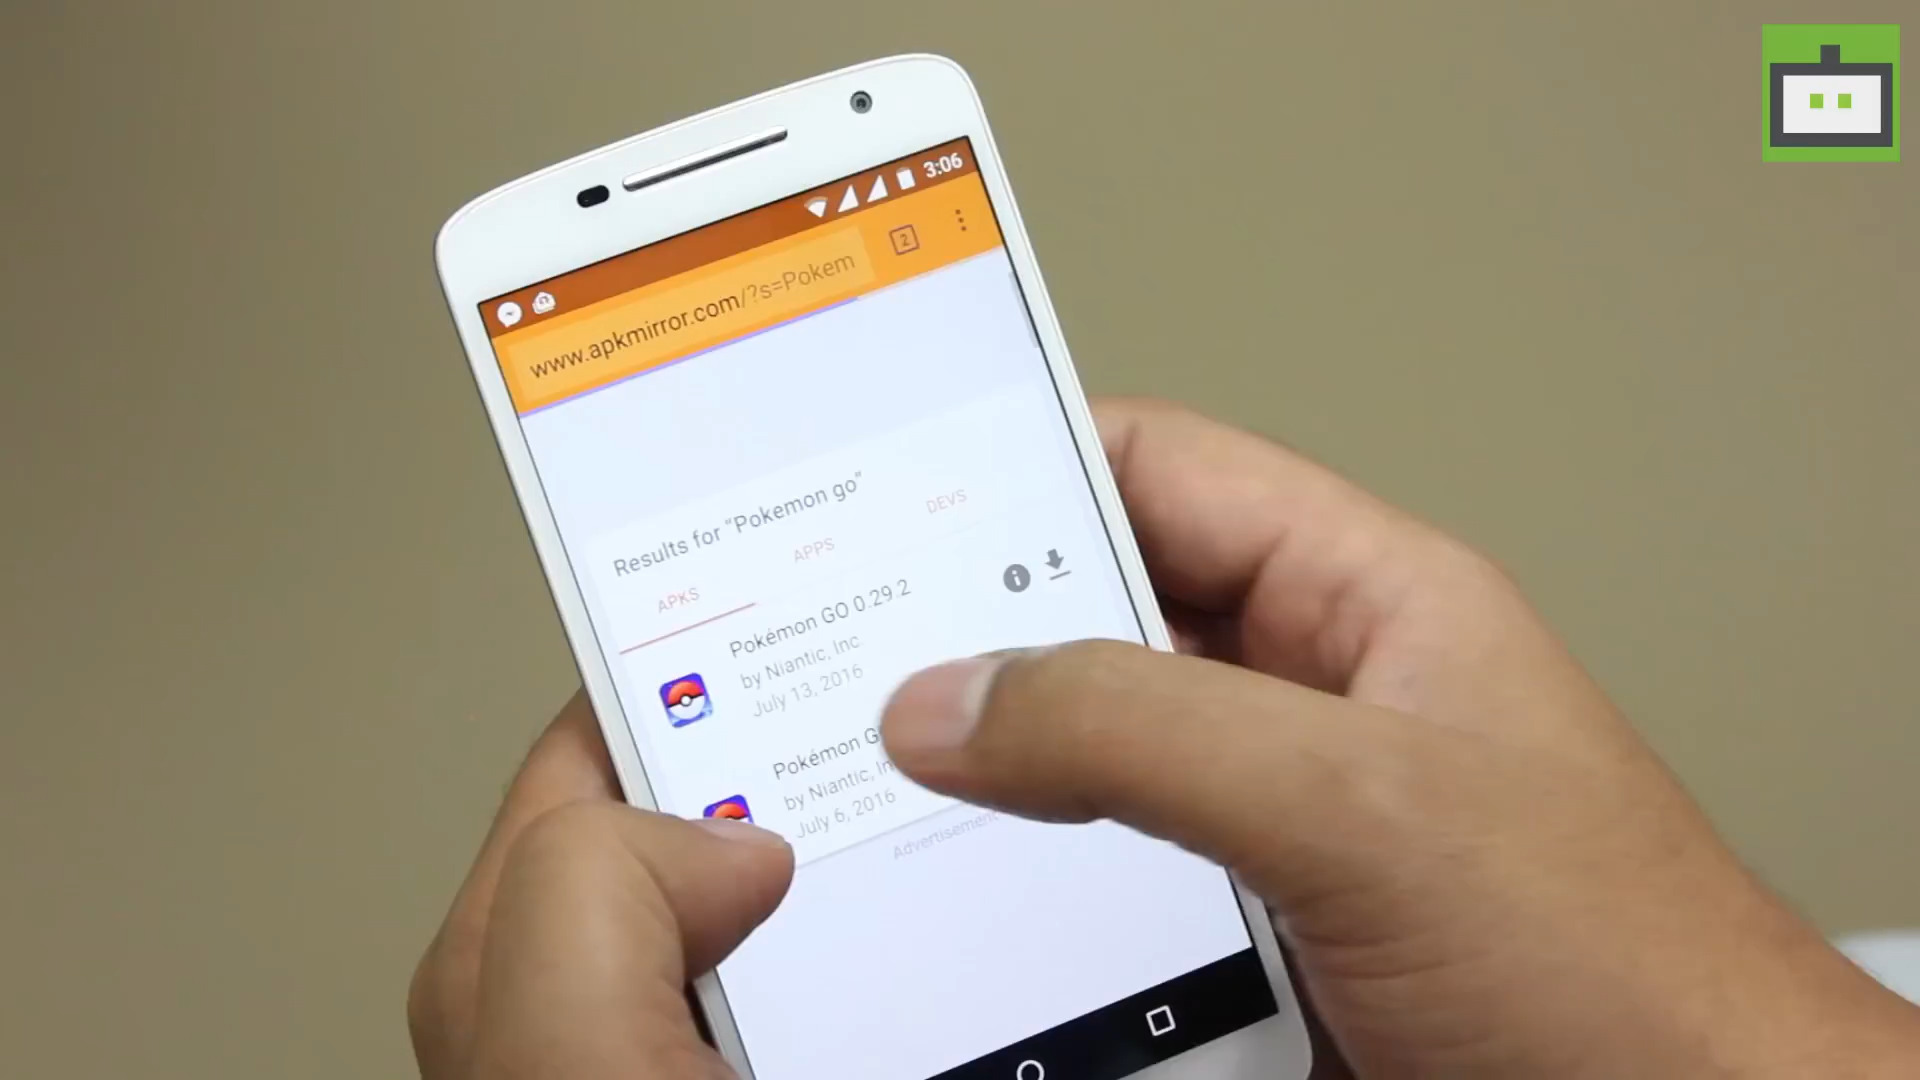 3:06
www.apkmirror.com/?s=Pokem
2
Results for "Pokemon go"
APKS
APPS
DEVS
Pokémon GO 0.29.2
by Niantic, Inc
July 13, 2016
Pokémon G
by Niantic, In
July 6, 2016
Advertisement